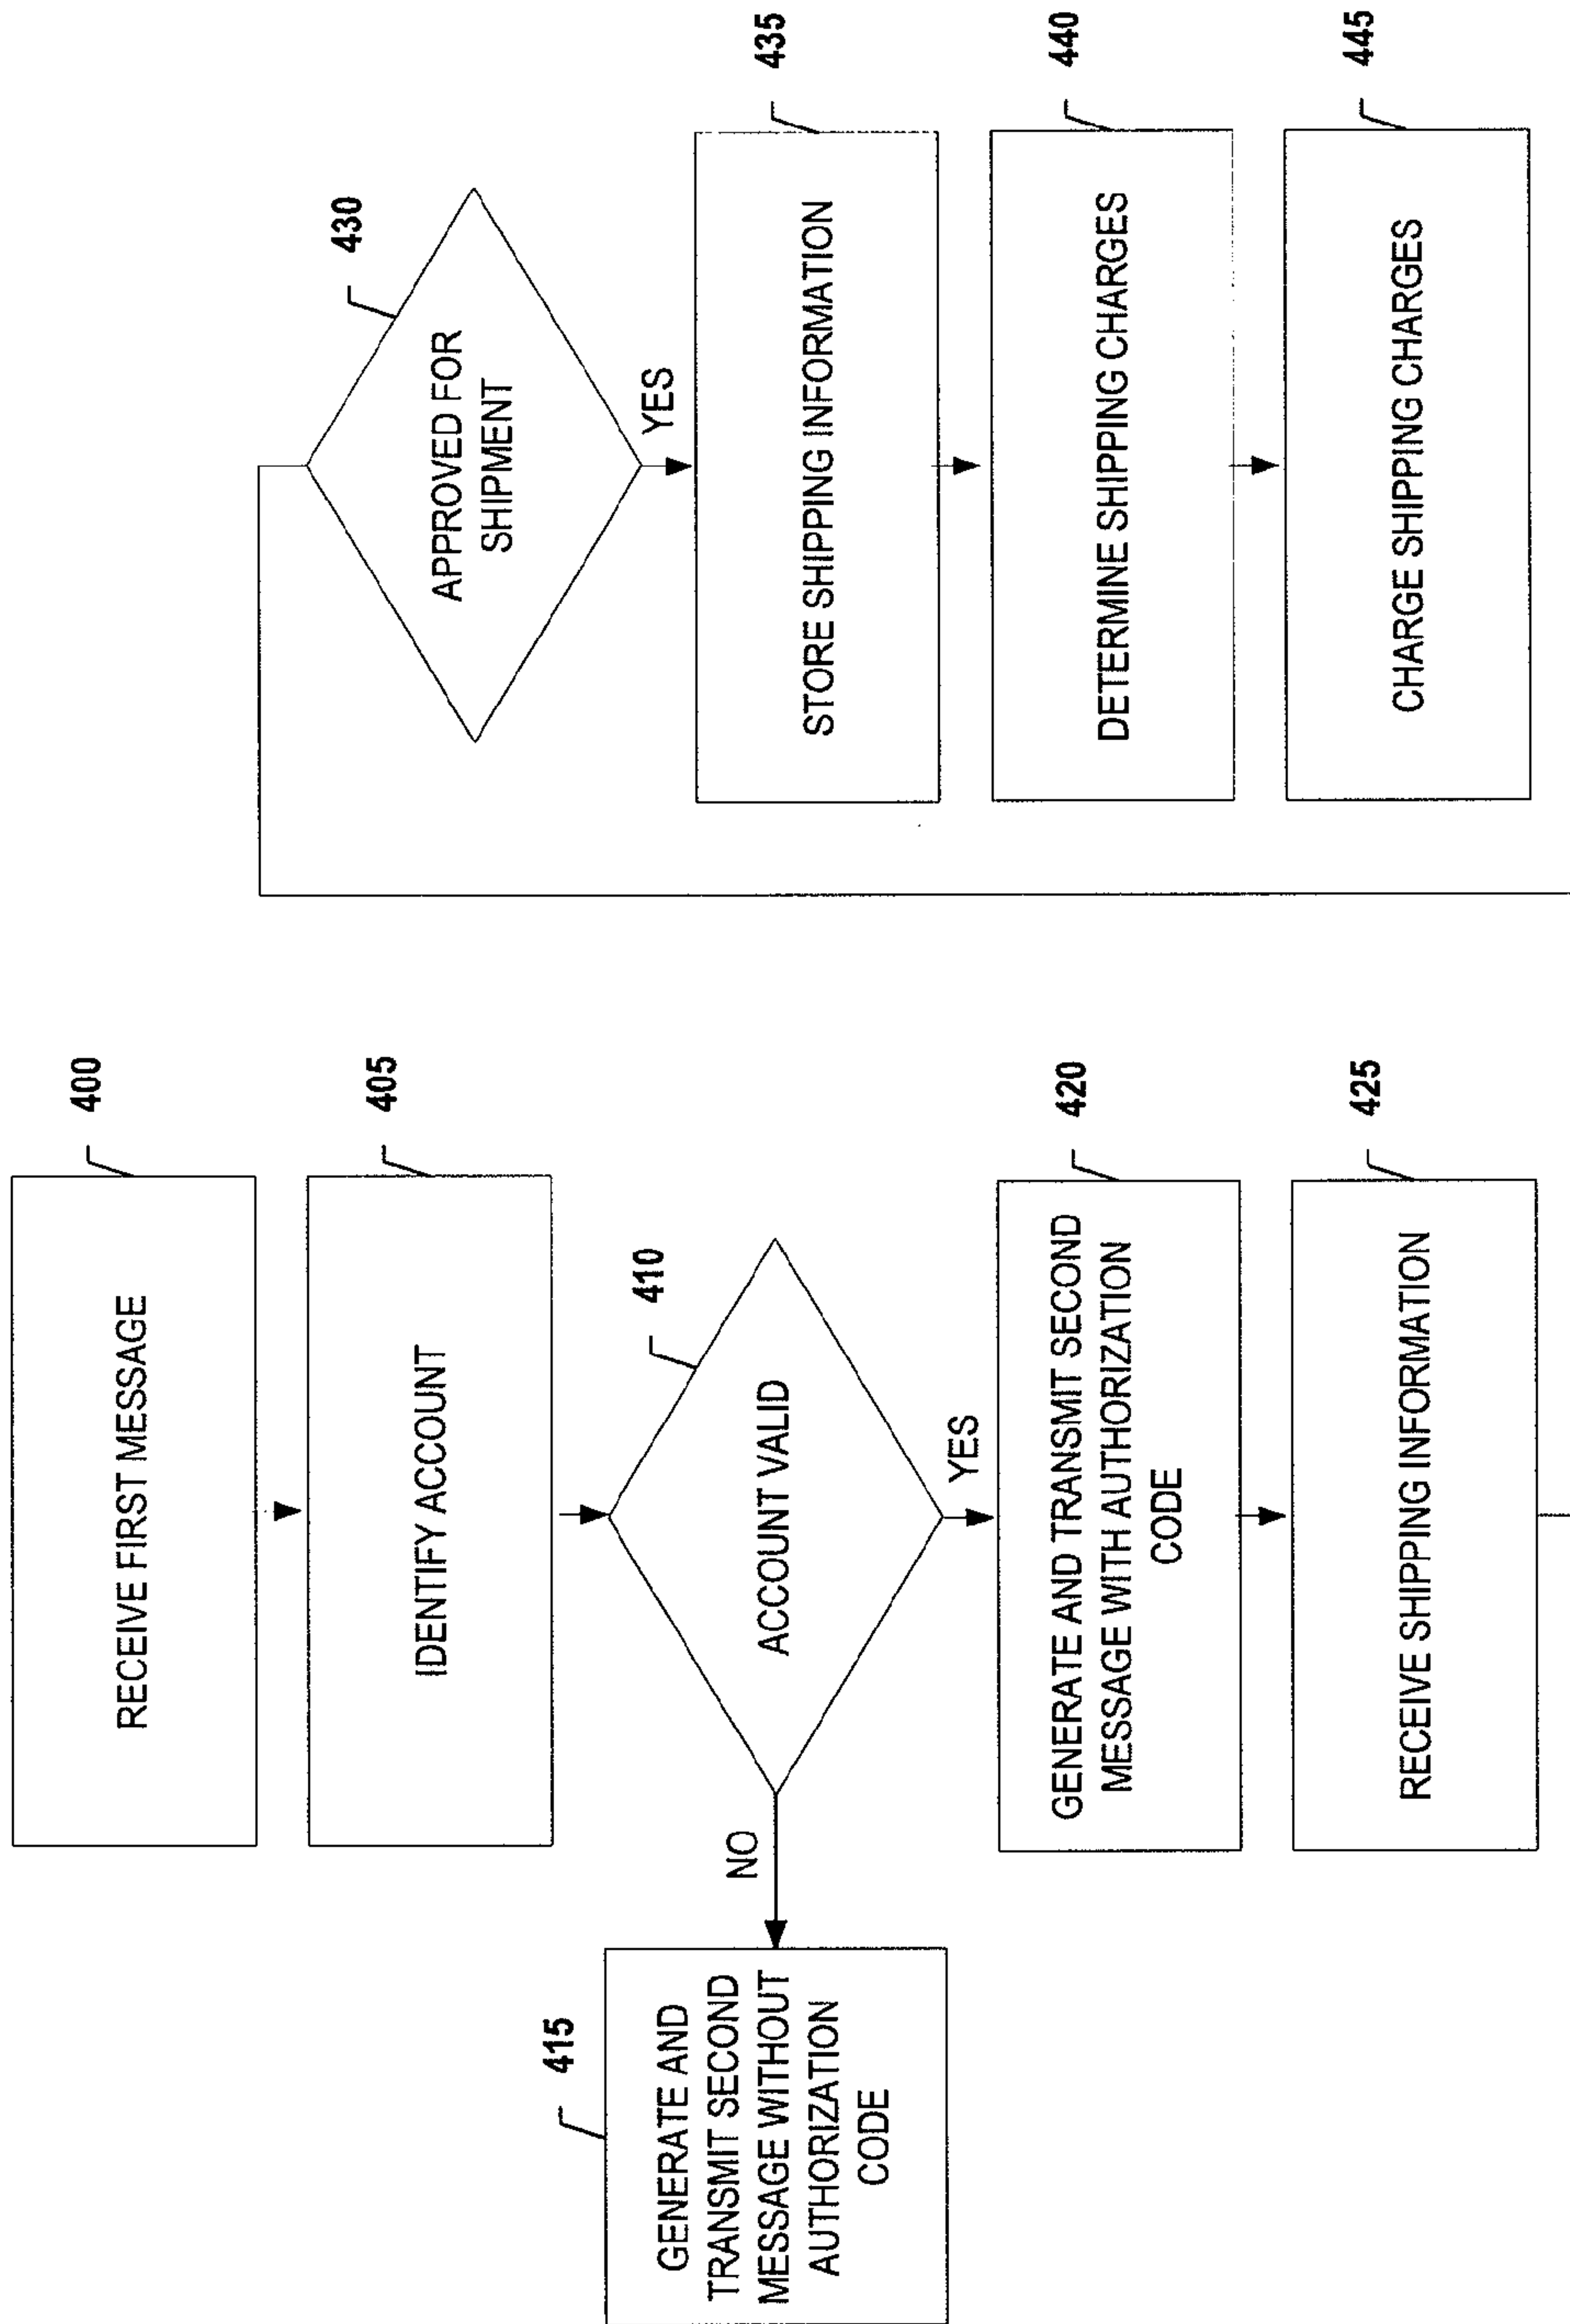 400
RECEIVE FIRST MESSAGE
405
IDENTIFY ACCOUNT
410
ACCOUNT VALID
NO
YES
415
GENERATE AND
TRANSMIT SECOND
MESSAGE WITHOUT
AUTHORIZATION
CODE
420
GENERATE AND TRANSMIT SECOND
MESSAGE WITH AUTHORIZATION
CODE
425
RECEIVE SHIPPING INFORMATION
430
APPROVED FOR
SHIPMENT
YES
435
STORE SHIPPING INFORMATION
440
DETERMINE SHIPPING CHARGES
445
CHARGE SHIPPING CHARGES